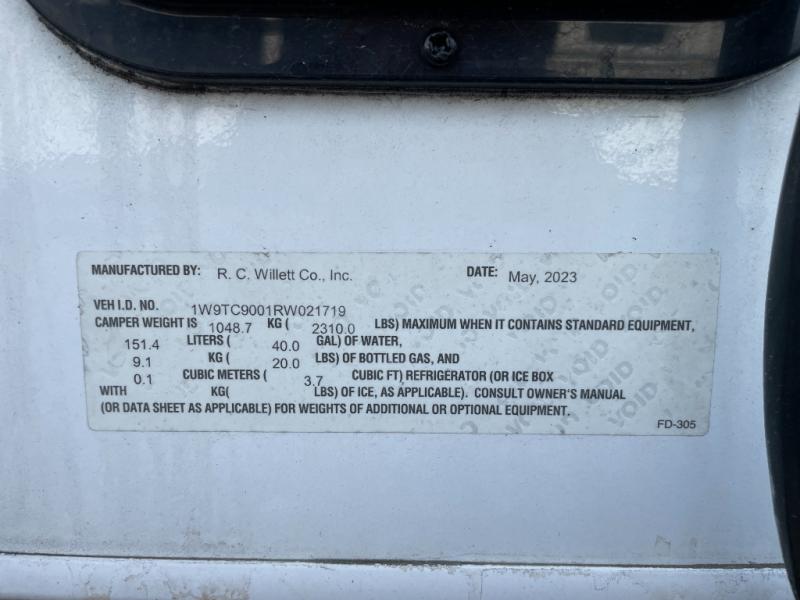 MANUFACTURED BY: R. C. Willett Co., Inc. DATE: May, 2023
VEH I.D. NO. 1W9TC9001RW021719
CAMPER WEIGHT IS 1048.7 KG ( 2310.0 LBS) MAXIMUM WHEN IT CONTAINS STANDARD EQUIPMENT,
151.4 LITERS ( 40.0 GAL) OF WATER,
9.1 KG ( 20.0 LBS) OF BOTTLED GAS, AND
0.1 CUBIC METERS ( 3.7 CUBIC FT) REFRIGERATOR (OR ICE BOX
WITH KG( LBS) OF ICE, AS APPLICABLE). CONSULT OWNER'S MANUAL
(OR DATA SHEET AS APPLICABLE) FOR WEIGHTS OF ADDITIONAL OR OPTIONAL EQUIPMENT.
FD-305
VOID
VOID
VOID
VOID